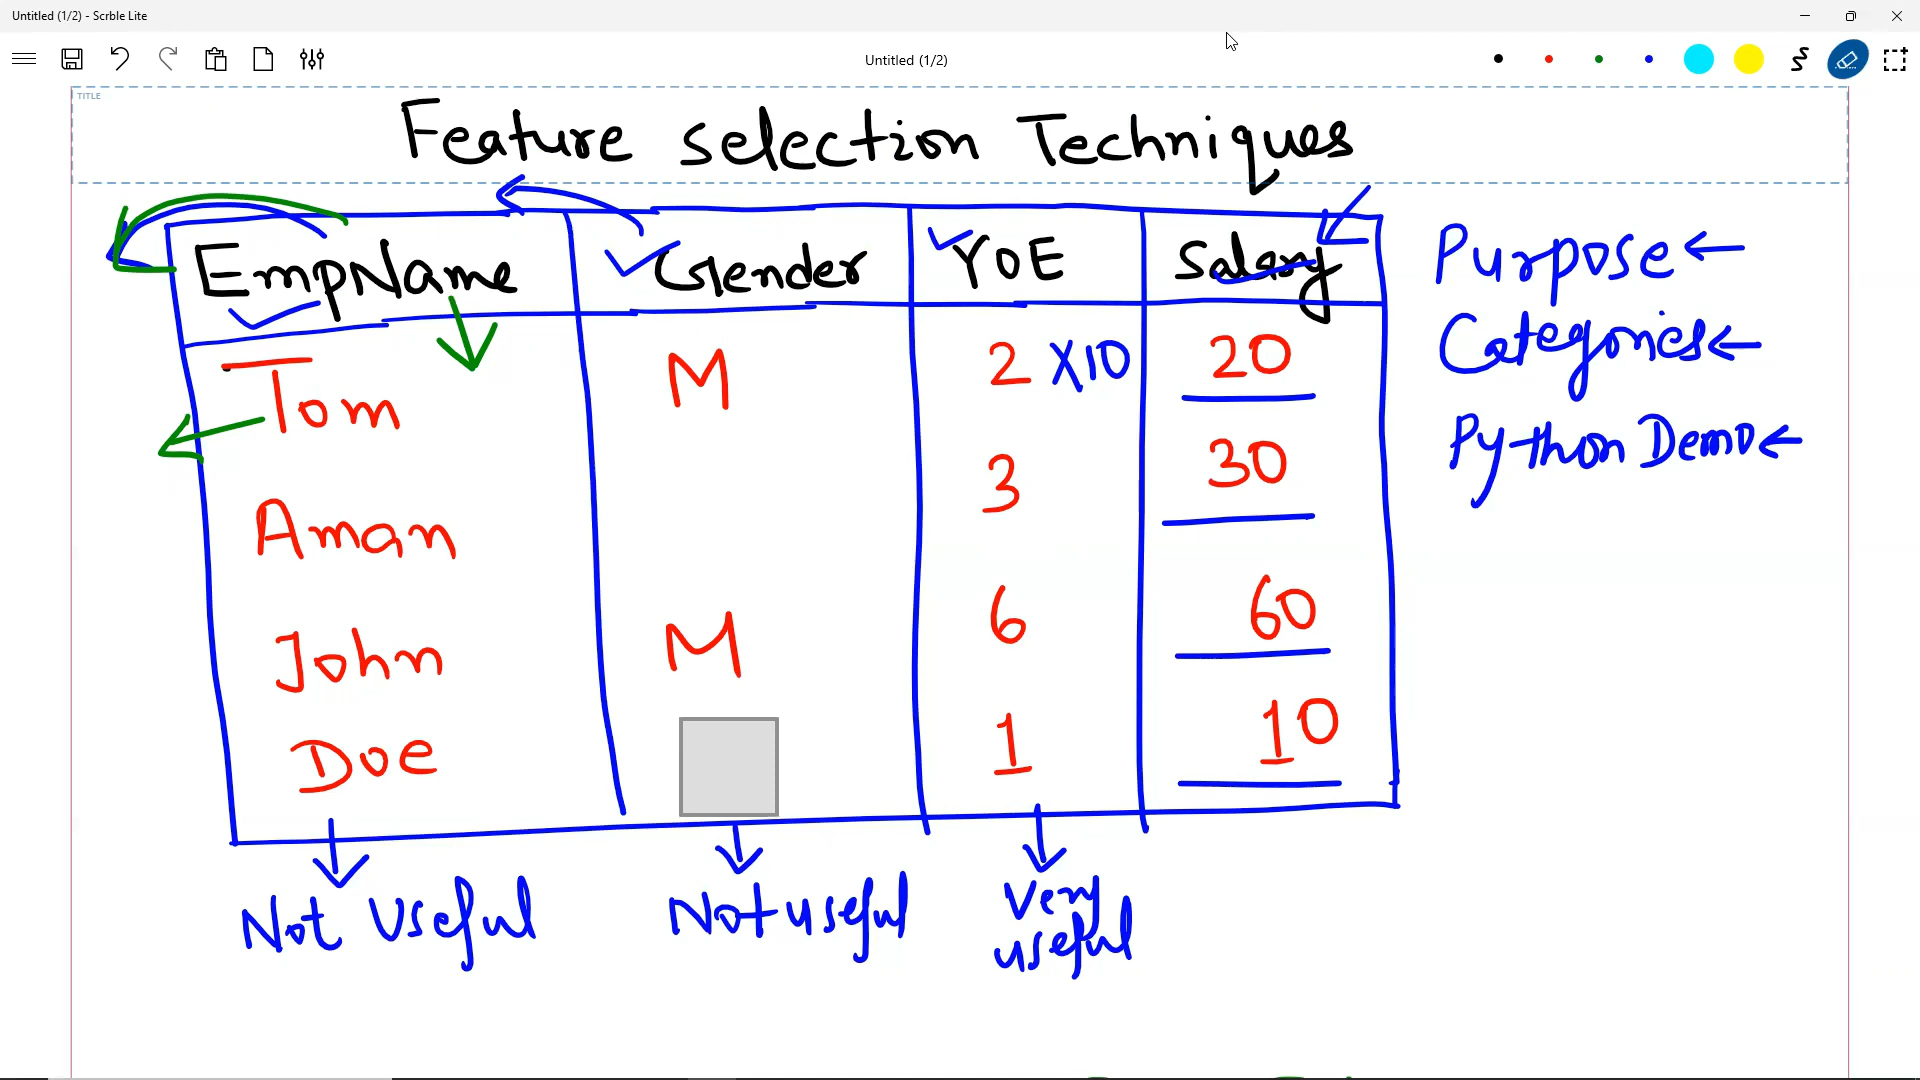 Untitled (1/2) - Scrble Lite
Untitled (1/2)
TITLE
Feature selection Techniques
EmpName Gender YOE Salary
Purpose ←
Categories ←
Python Demo ←
Tom M 2 X10 20
Aman 3 30
John M 6 60
Doe 1 10
Not Useful Not useful Very useful